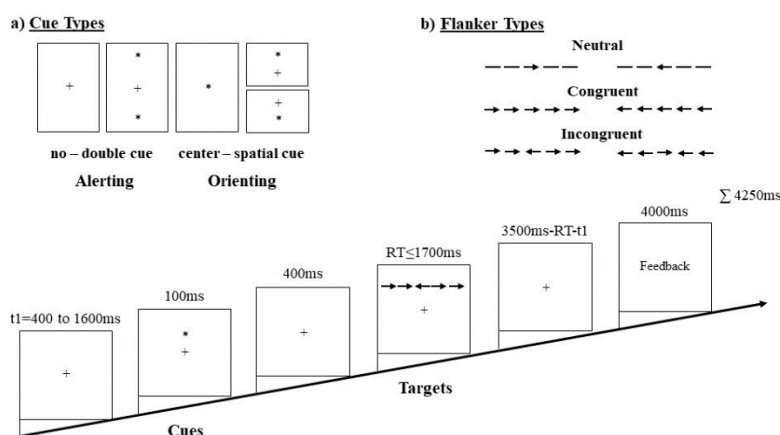 a) Cue Types
+
*
+
*
*
*
+
+
*
no – double cue center – spatial cue
Alerting Orienting
b) Flanker Types
Neutral
Congruent
Incongruent
t1=400 to 1600ms
+
100ms
*
+
400ms
+
RT≤1700ms
+
3500ms-RT-t1
+
4000ms
Feedback
∑ 4250ms
Cues
Targets